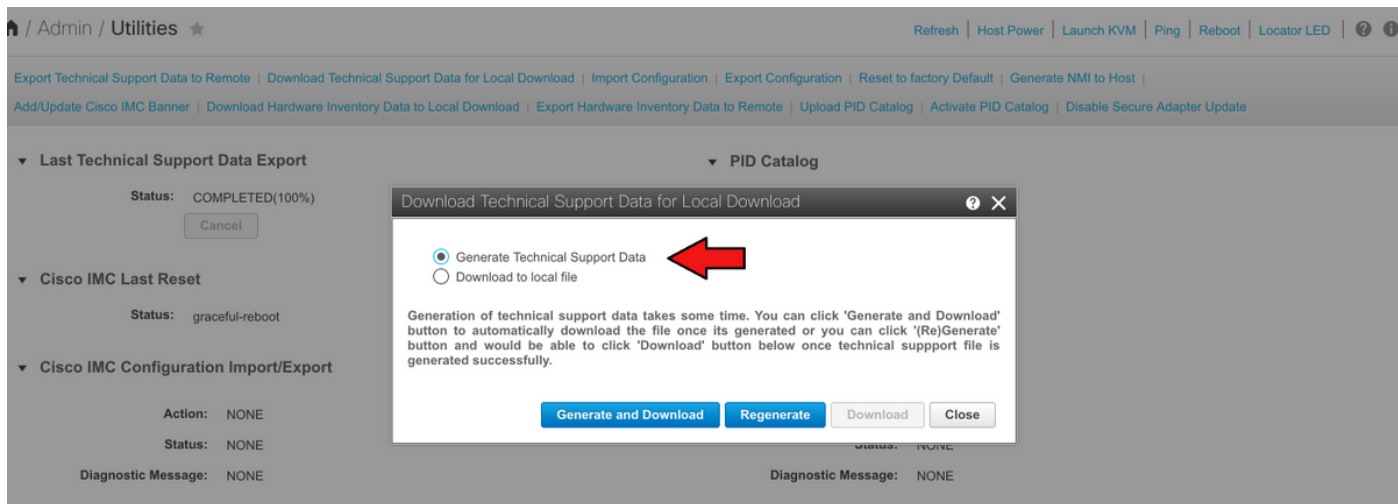 / Admin / Utilities
Refresh | Host Power | Launch KVM | Ping | Reboot | Locator LED |
Export Technical Support Data to Remote | Download Technical Support Data for Local Download | Import Configuration | Export Configuration | Reset to factory Default | Generate NMI to Host |
Add/Update Cisco IMC Banner | Download Hardware Inventory Data to Local Download | Export Hardware Inventory Data to Remote | Upload PID Catalog | Activate PID Catalog | Disable Secure Adapter Update
Last Technical Support Data Export
Status: COMPLETED(100%)
Cancel
Cisco IMC Last Reset
Status: graceful-reboot
Cisco IMC Configuration Import/Export
Action: NONE
Status: NONE
Diagnostic Message: NONE
PID Catalog
Download Technical Support Data for Local Download
Generate Technical Support Data
Download to local file
Generation of technical support data takes some time. You can click 'Generate and Download'
button to automatically download the file once its generated or you can click '(Re)Generate'
button and would be able to click 'Download' button below once technical suppport file is
generated successfully.
Generate and Download
Regenerate
Download
Close
Status: NONE
Diagnostic Message: NONE